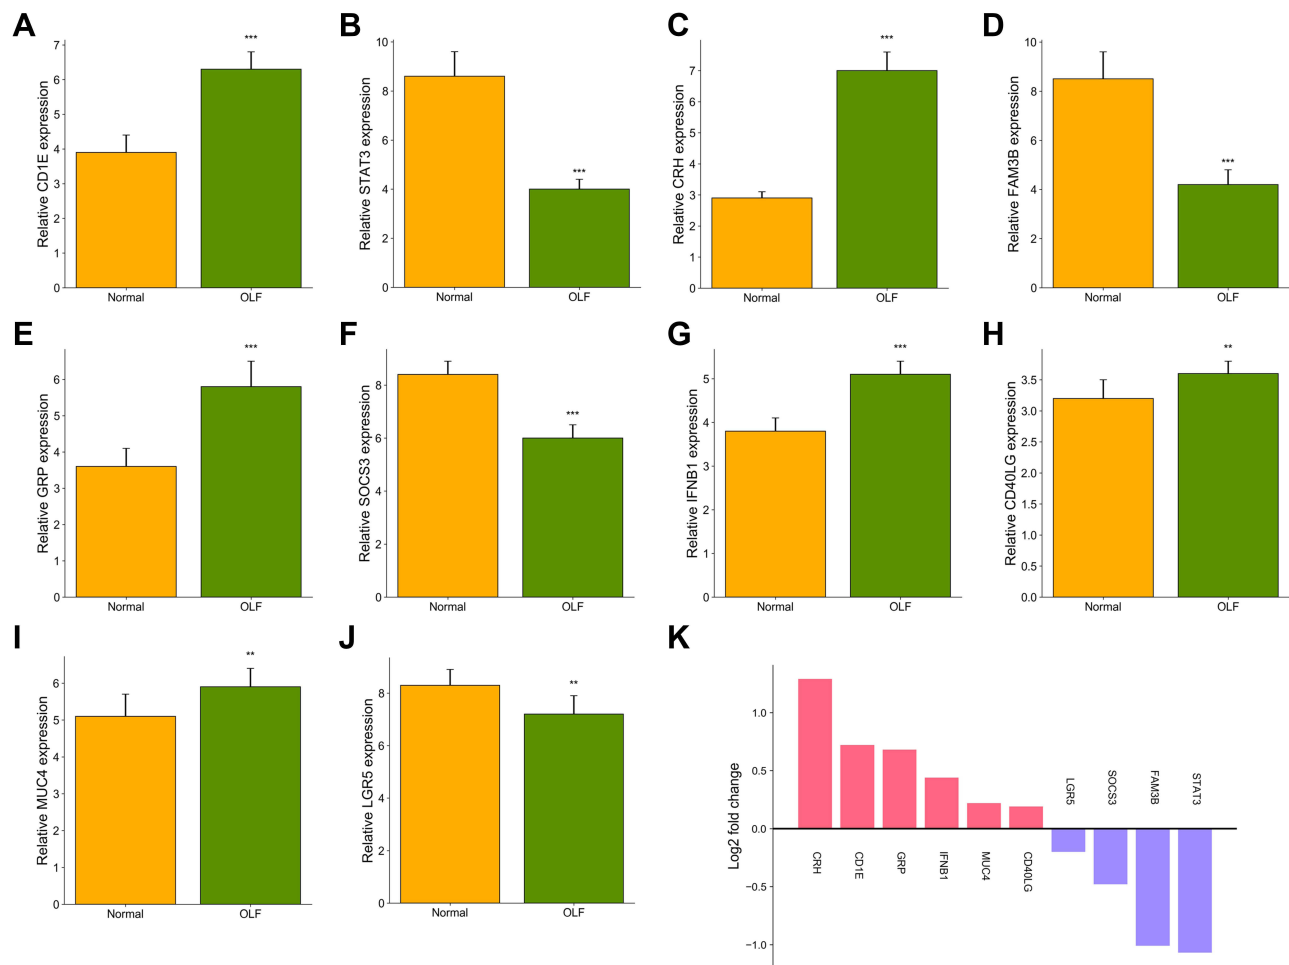 A
Relative CD1E expression
7
6
5
4
3
2
1
0
***
Normal
OLF
B
Relative STAT3 expression
10
8
6
4
2
0
***
Normal
OLF
C
Relative CRH expression
7
6
5
4
3
2
1
0
***
Normal
OLF
D
Relative FAM3B expression
10
8
6
4
2
0
***
Normal
OLF
E
Relative GRP expression
6
5
4
3
2
1
0
***
Normal
OLF
F
Relative SOCS3 expression
8
6
4
2
0
***
Normal
OLF
G
Relative IFNB1 expression
5
4
3
2
1
0
***
Normal
OLF
H
Relative CD40LG expression
3.5
3.0
2.5
2.0
1.5
1.0
0.5
0.0
**
Normal
OLF
I
Relative MUC4 expression
6
5
4
3
2
1
0
**
Normal
OLF
J
Relative LGR5 expression
8
6
4
2
0
**
Normal
OLF
K
Log2 fold change
1.0
0.5
0.0
−0.5
−1.0
CRH
CD1E
GRP
IFNB1
MUC4
CD40LG
LGR5
SOCS3
FAM3B
STAT3